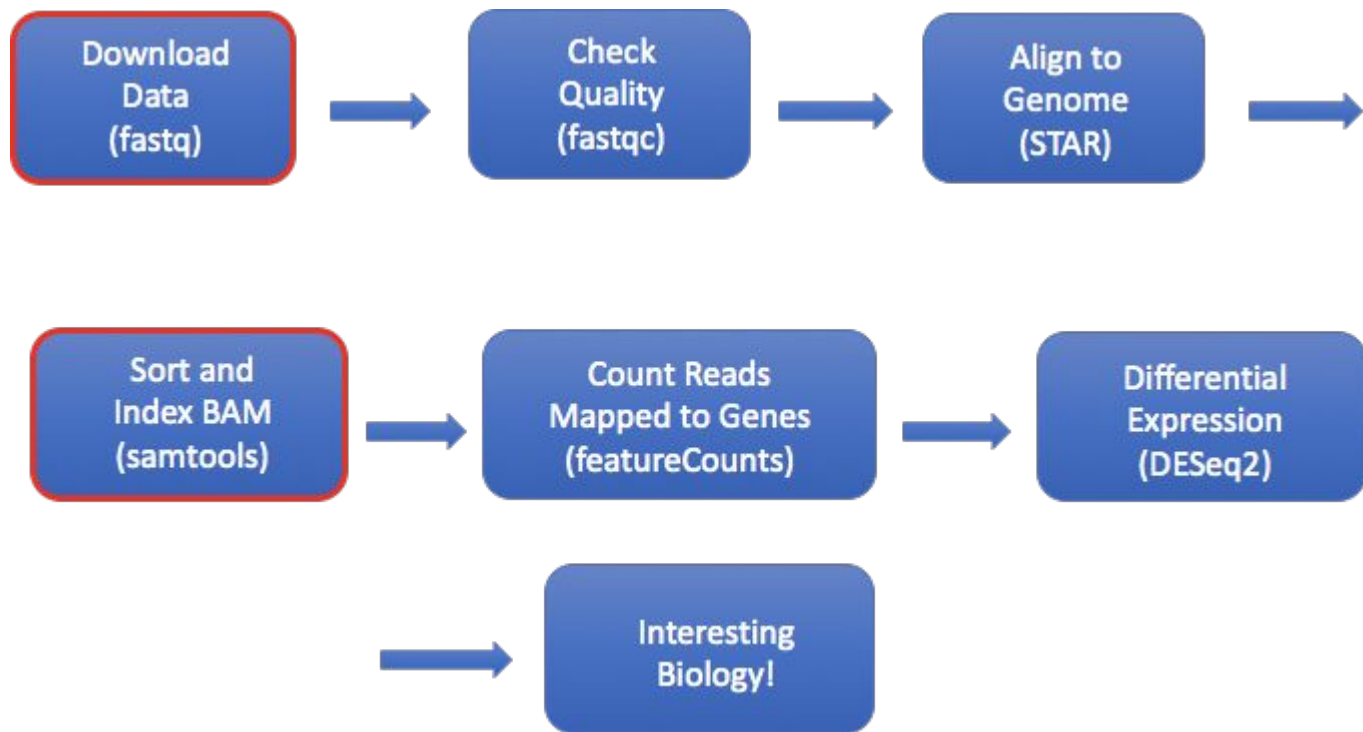 Download
Data
(fastq)
Check
Quality
(fastqc)
Align to
Genome
(STAR)
Sort and
Index BAM
(samtools)
Count Reads
Mapped to Genes
(featureCounts)
Differential
Expression
(DESeq2)
Interesting
Biology!